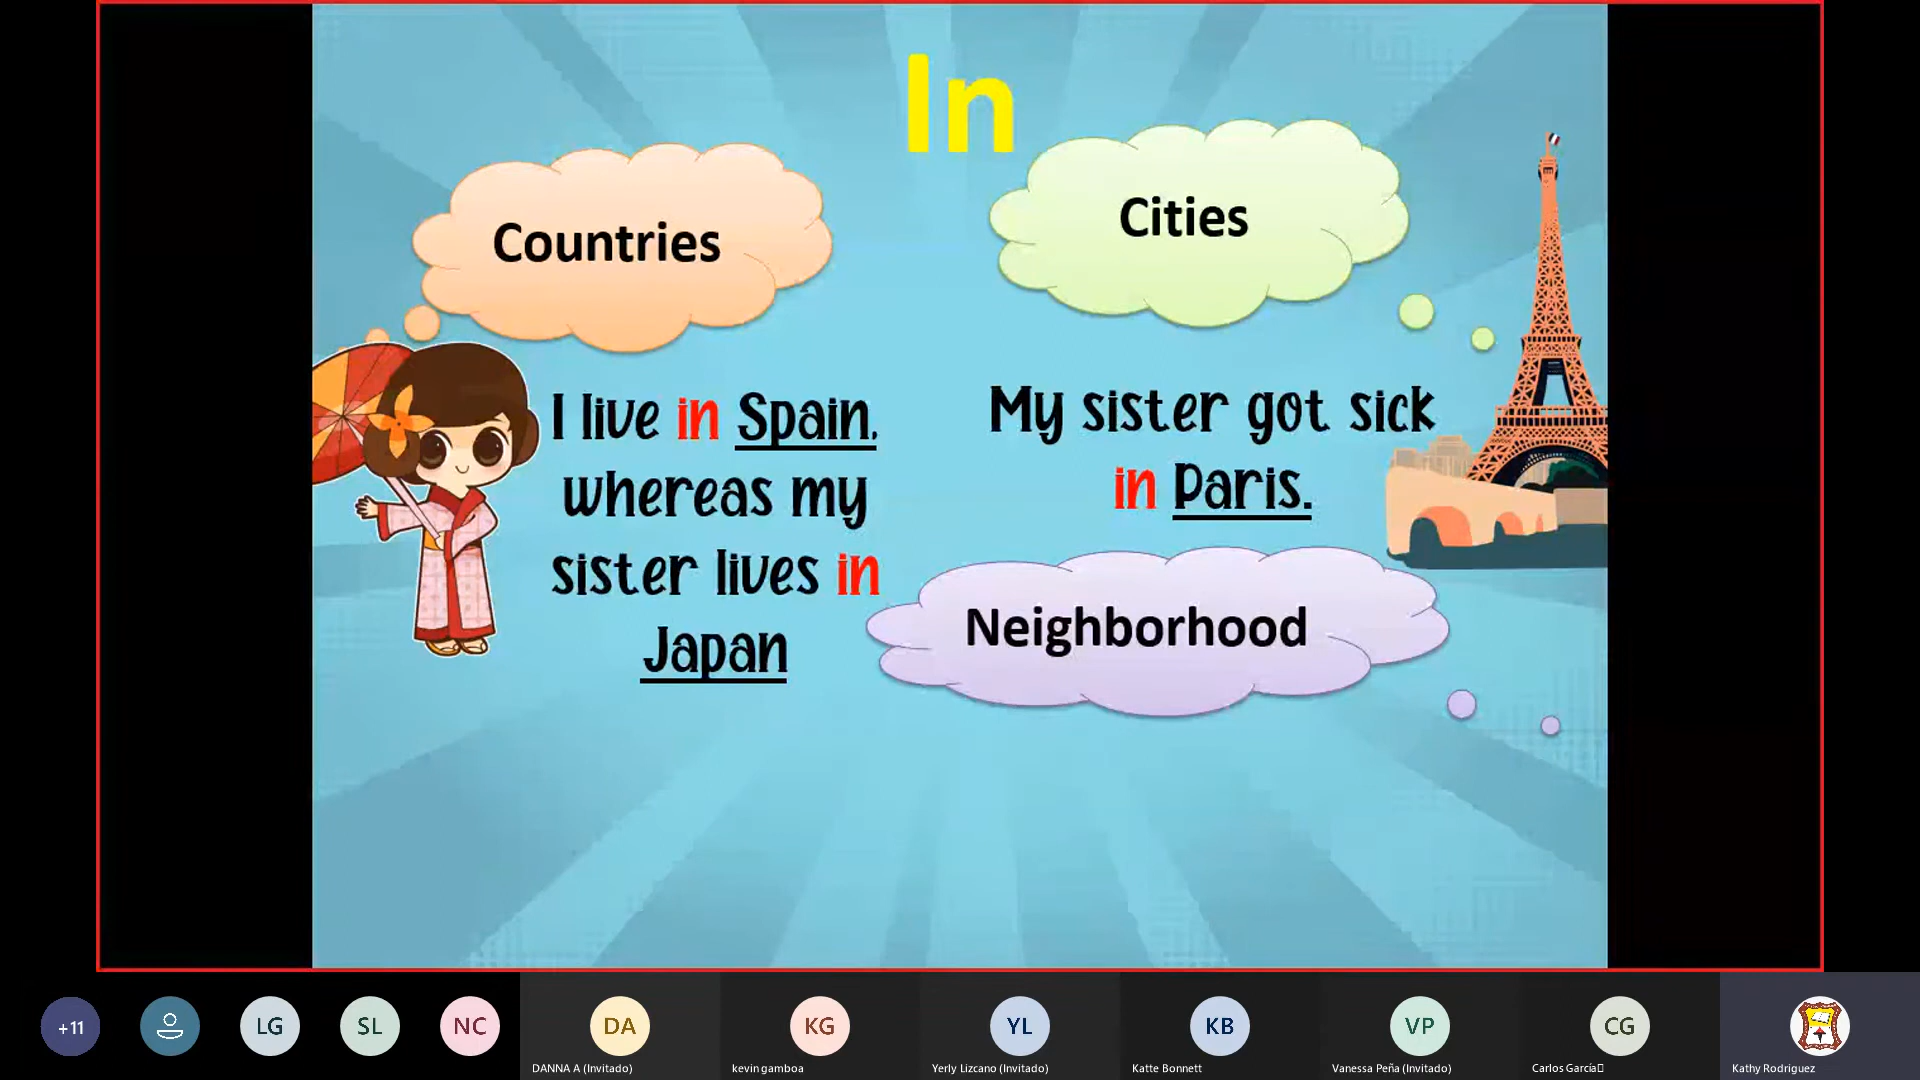 In
Countries
Cities
I live in Spain,
whereas my
sister lives in
Japan
My sister got sick
in Paris.
Neighborhood
+11
LG
SL
NC
DA
KG
YL
KB
VP
CG
DANNA A (Invitado)
kevin gamboa
Yerly Lizcano (Invitado)
Katte Bonnett
Vanessa Peña (Invitado)
Carlos García
Kathy Rodriguez